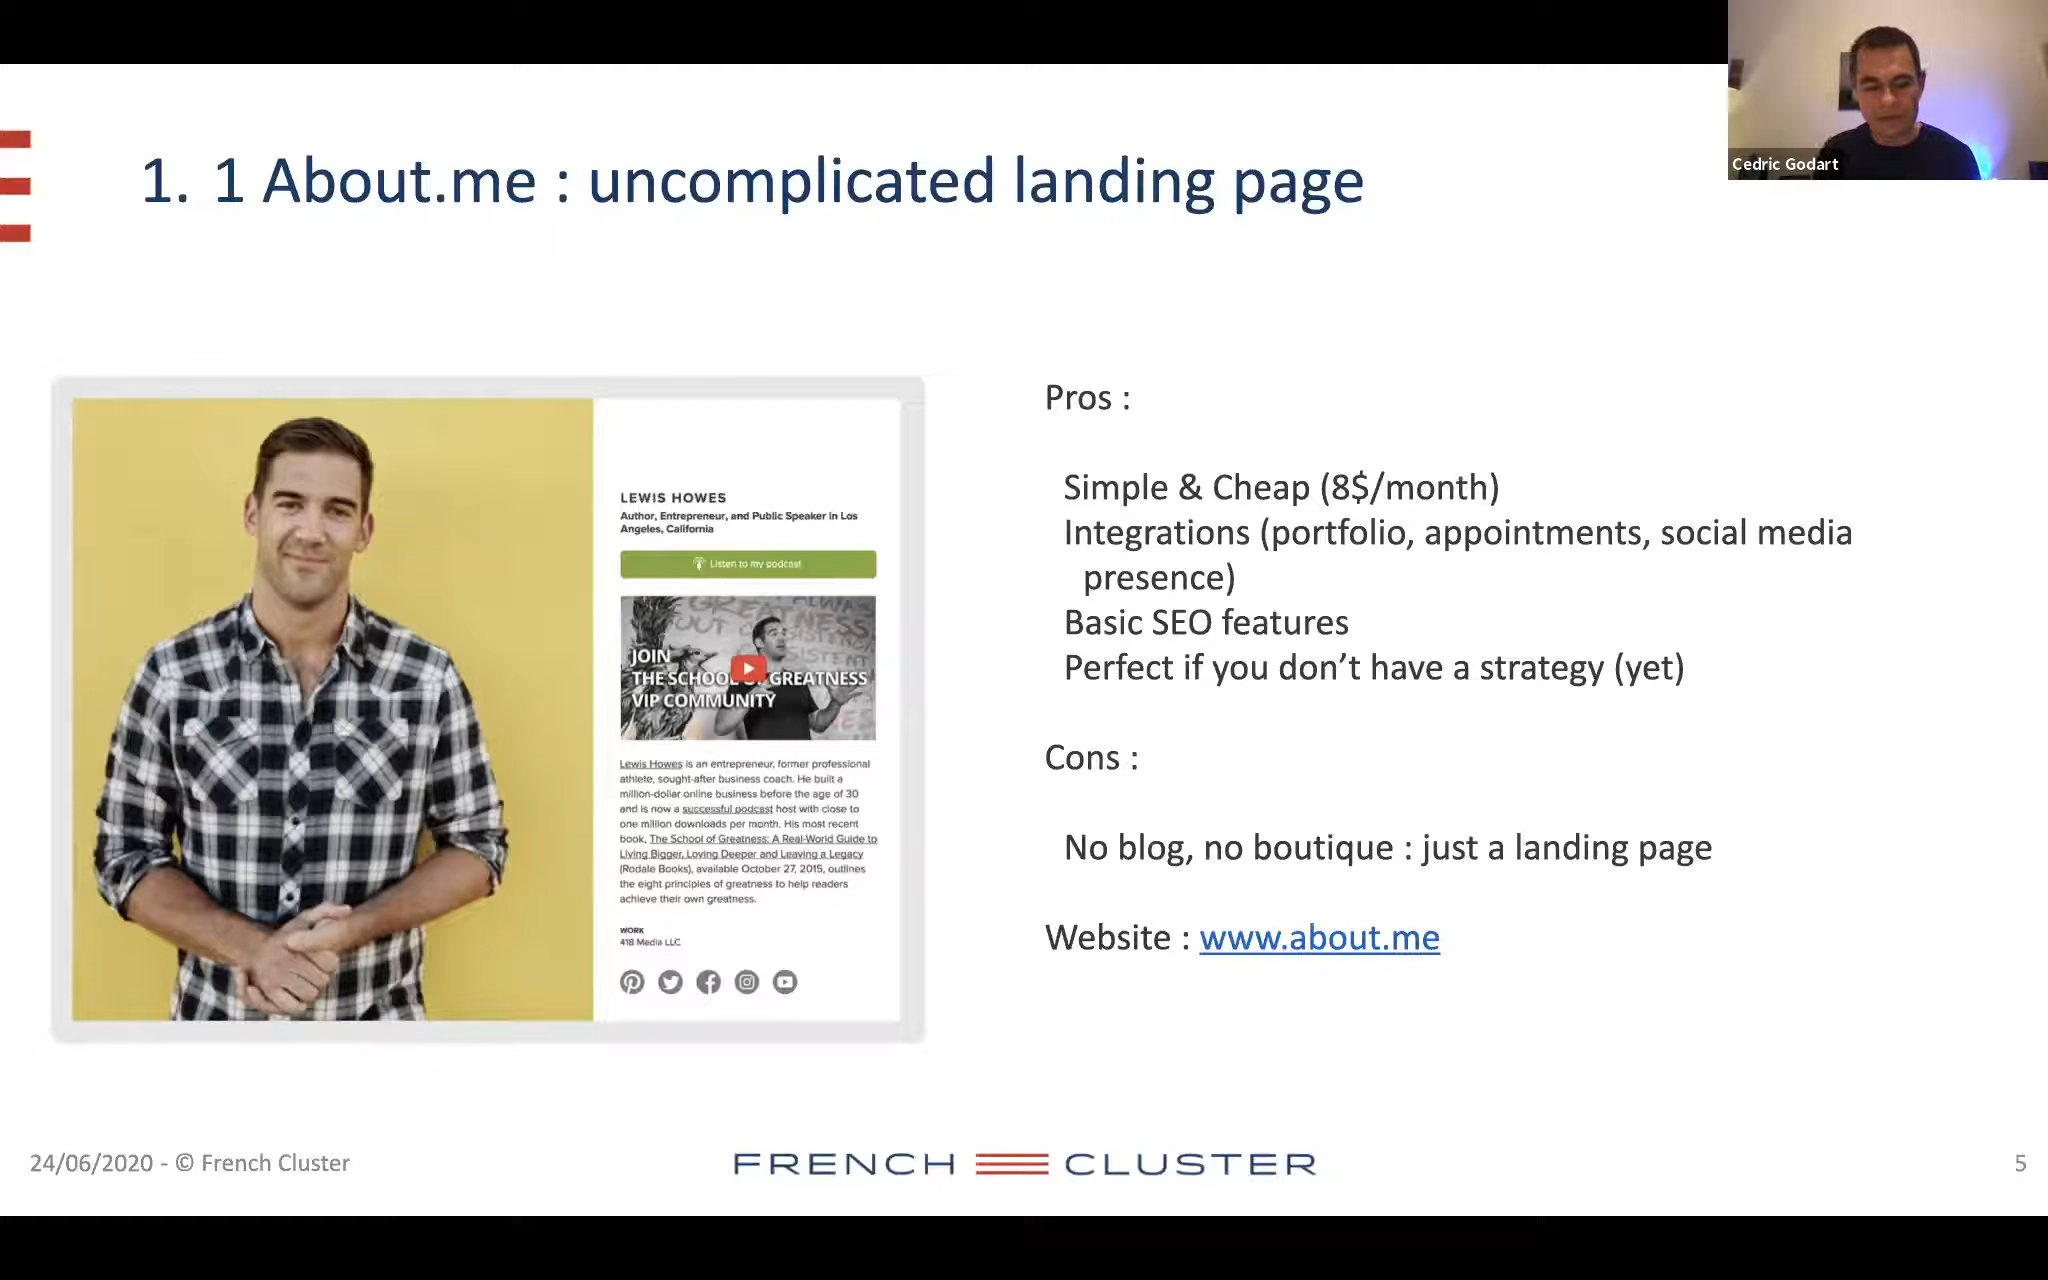 Cedric Godart
1. 1 About.me : uncomplicated landing page
LEWIS HOWES
Author, Entrepreneur, and Public Speaker in Los
Angeles, California
Listen to my podcast
JOIN
THE SCHOOL OF GREATNESS
VIP COMMUNITY
Lewis Howes is an entrepreneur, former professional
athlete, sought-after business coach. He built a
million-dollar online business before the age of 30
and is now a successful podcast host with close to
one million downloads per month. His most recent
book, The School of Greatness: A Real-World Guide to
Living Bigger, Loving Deeper and Leaving a Legacy
(Rodale Books), available October 27, 2015, outlines
the eight principles of greatness to help readers
achieve their own greatness.
WORK
418 Media LLC
Pros :
Simple & Cheap (8$/month)
Integrations (portfolio, appointments, social media
presence)
Basic SEO features
Perfect if you don’t have a strategy (yet)
Cons :
No blog, no boutique : just a landing page
Website : www.about.me
24/06/2020 - © French Cluster
FRENCH CLUSTER
5